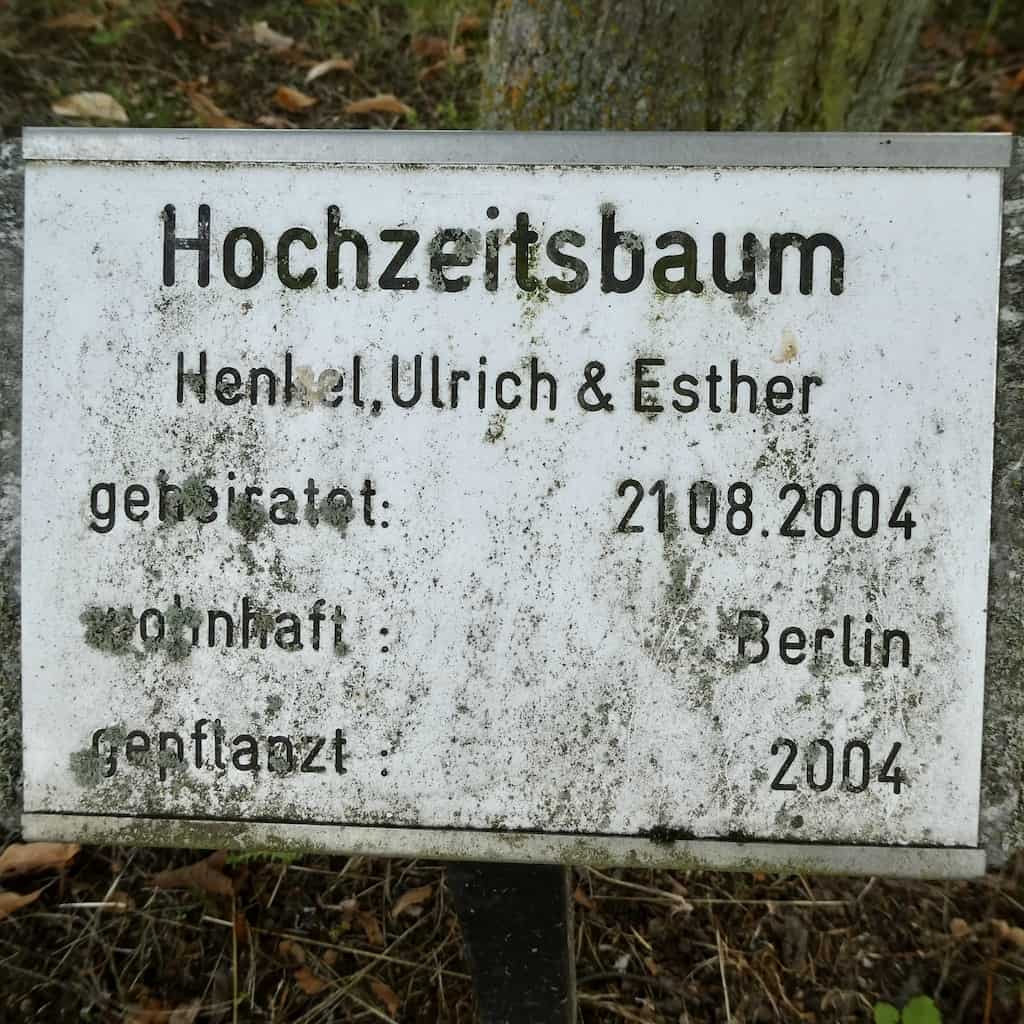 Hochzeitsbaum
Henkel, Ulrich & Esther
geheiratet: 21.08.2004
wohnhaft : Berlin
gepflanzt : 2004